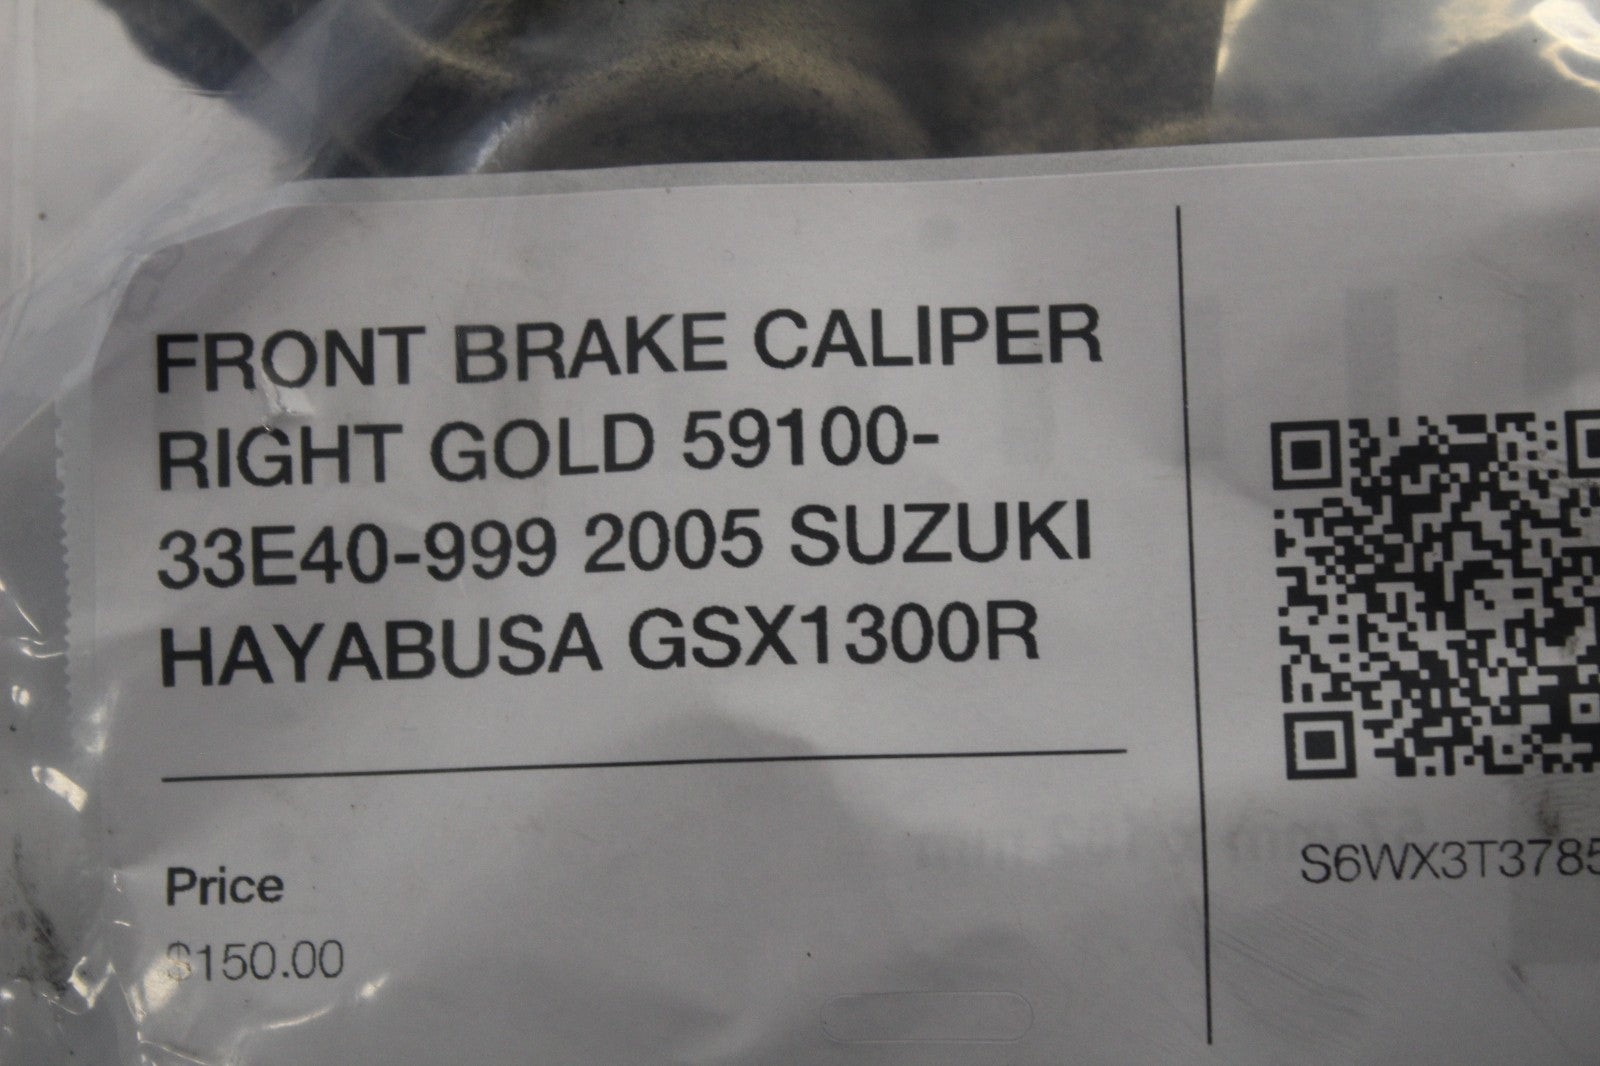 FRONT BRAKE CALIPER
RIGHT GOLD 59100-
33E40-999 2005 SUZUKI
HAYABUSA GSX1300R
Price
$150.00
S6WX3T3785